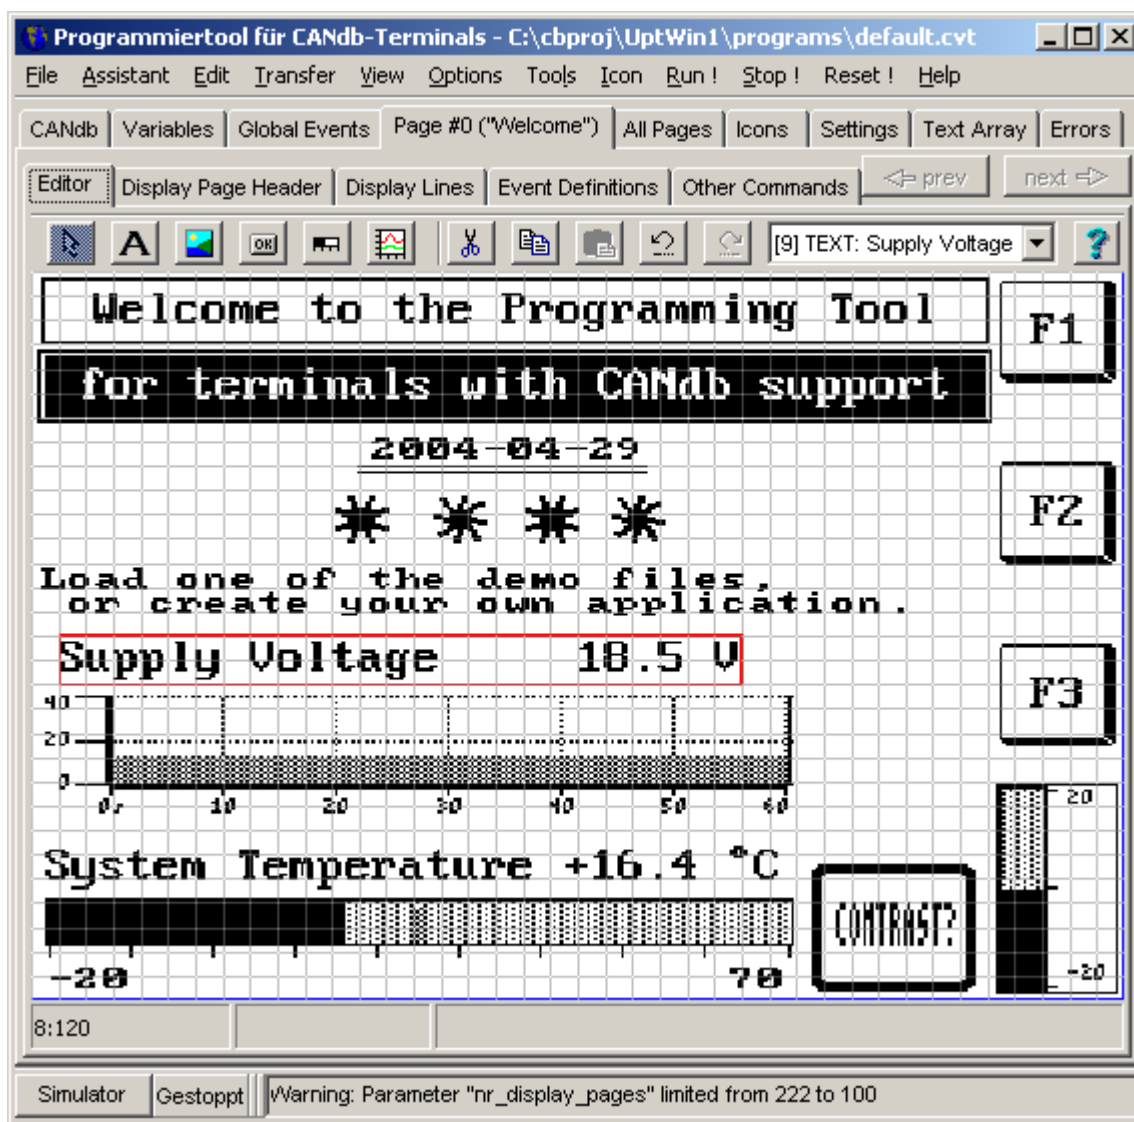 Programmiertool für CANdb-Terminals - C:\cbproj\UptWin1\programs\default.cvt
File Assistant Edit Transfer View Options Tools Icon Run ! Stop ! Reset ! Help
CANdb Variables Global Events Page #0 ("Welcome") All Pages Icons Settings Text Array Errors
Editor Display Page Header Display Lines Event Definitions Other Commands prev next
A OK [9] TEXT: Supply Voltage ?
Welcome to the Programming Tool
F1
for terminals with CANdb support
2004-04-29
F2
Load one of the demo files,
or create your own application.
Supply Voltage 18.5 V
F3
40
20
0
0 10 20 30 40 50 60
20
System Temperature +16.4 °C
CONTRAST?
-20 70
-20
8:120
Simulator Gestoppt Warning: Parameter "nr_display_pages" limited from 222 to 100